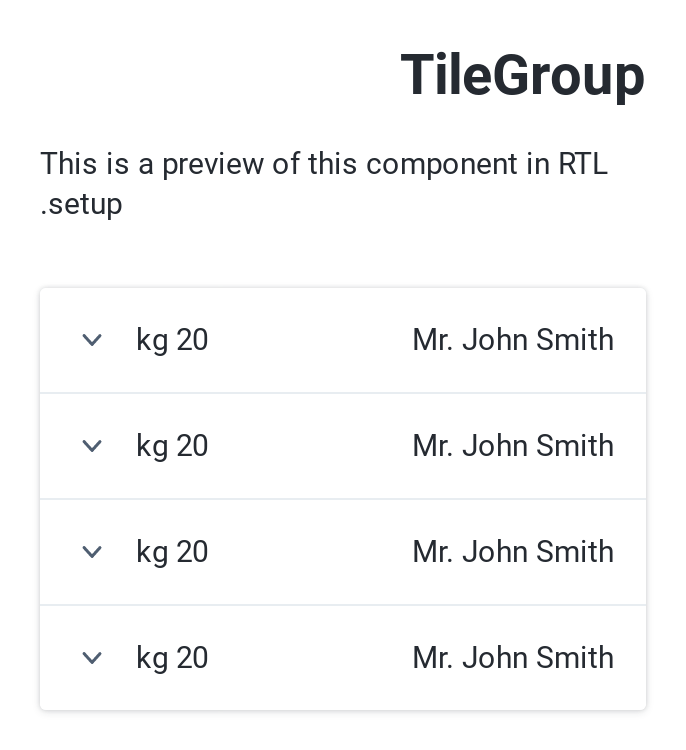 TileGroup
This is a preview of this component in RTL
.setup
kg 20 Mr. John Smith
kg 20 Mr. John Smith
kg 20 Mr. John Smith
kg 20 Mr. John Smith